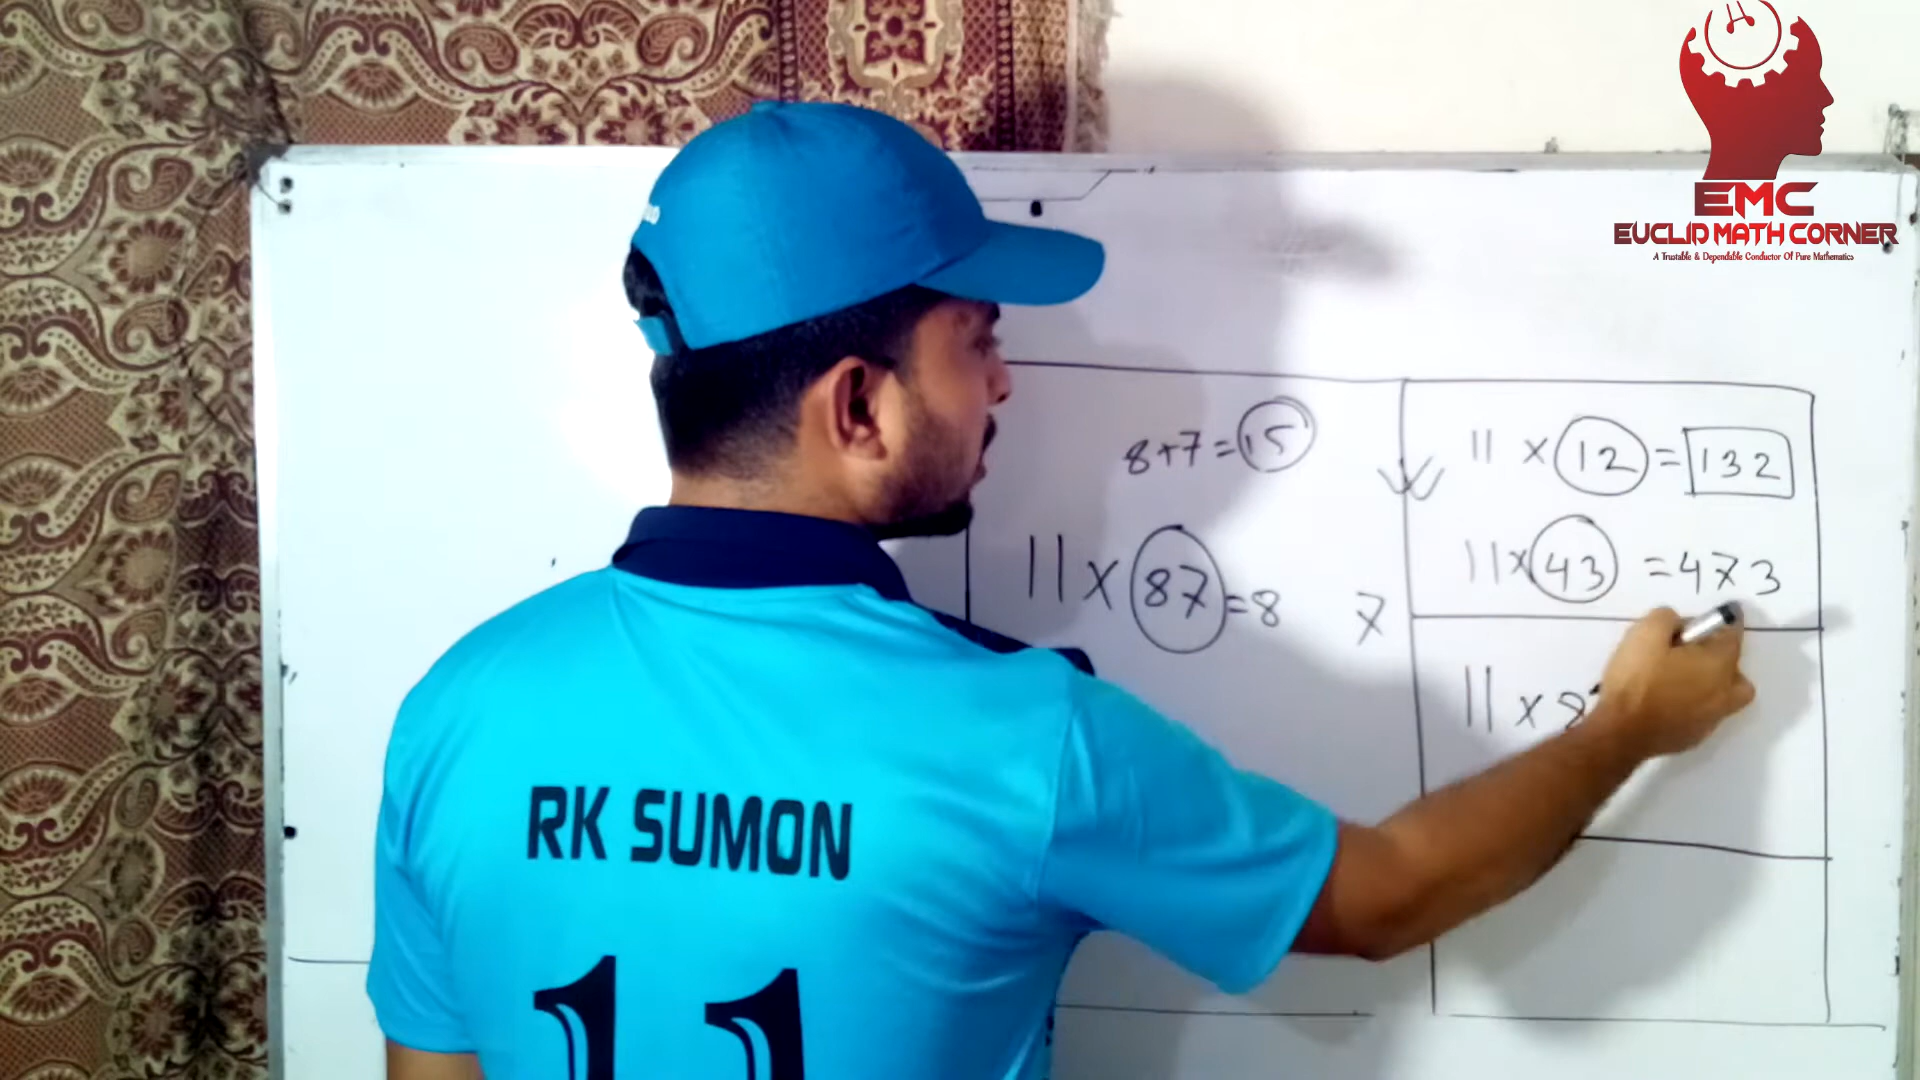 EMC
EUCLID MATH CORNER
A Trustable & Dependable Conductor Of Pure Mathematics
8+7=15
11 x 87 = 8 7
11 x 12 = 132
11 x 43 = 473
11 x 8
RK SUMON
11